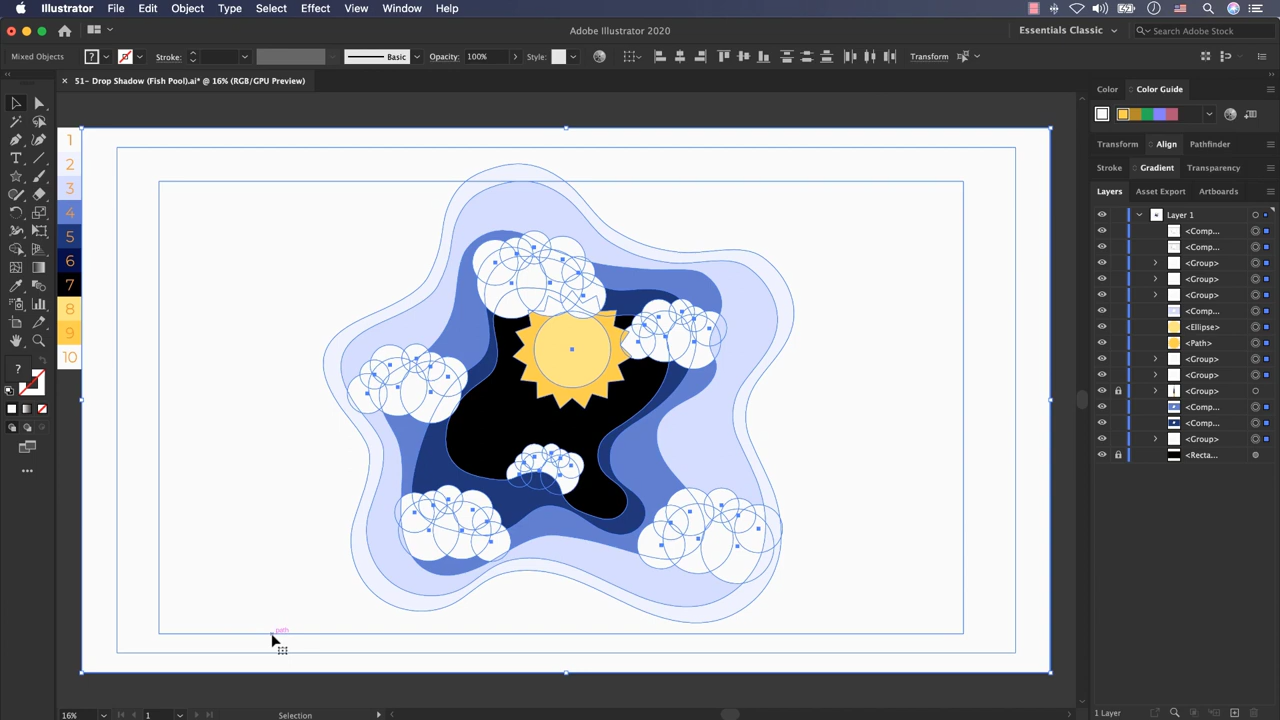 Illustrator File Edit Object Type Select Effect View Window Help
Adobe Illustrator 2020
Essentials Classic
Search Adobe Stock
Mixed Objects
?
Stroke:
Basic
Opacity: 100%
Style:
Transform
× 51- Drop Shadow (Fish Pool).ai* @ 16% (RGB/GPU Preview)
Color Color Guide
1
2
3
4
5
6
7
8
9
10
?
Transform Align Pathfinder
Stroke Gradient Transparency
Layers Asset Export Artboards
Layer 1
<Comp...
<Comp...
<Group>
<Group>
<Group>
<Comp...
<Ellipse>
<Path>
<Group>
<Group>
<Group>
<Comp...
<Comp...
<Group>
<Recta...
path
16%
1
Selection
1 Layer